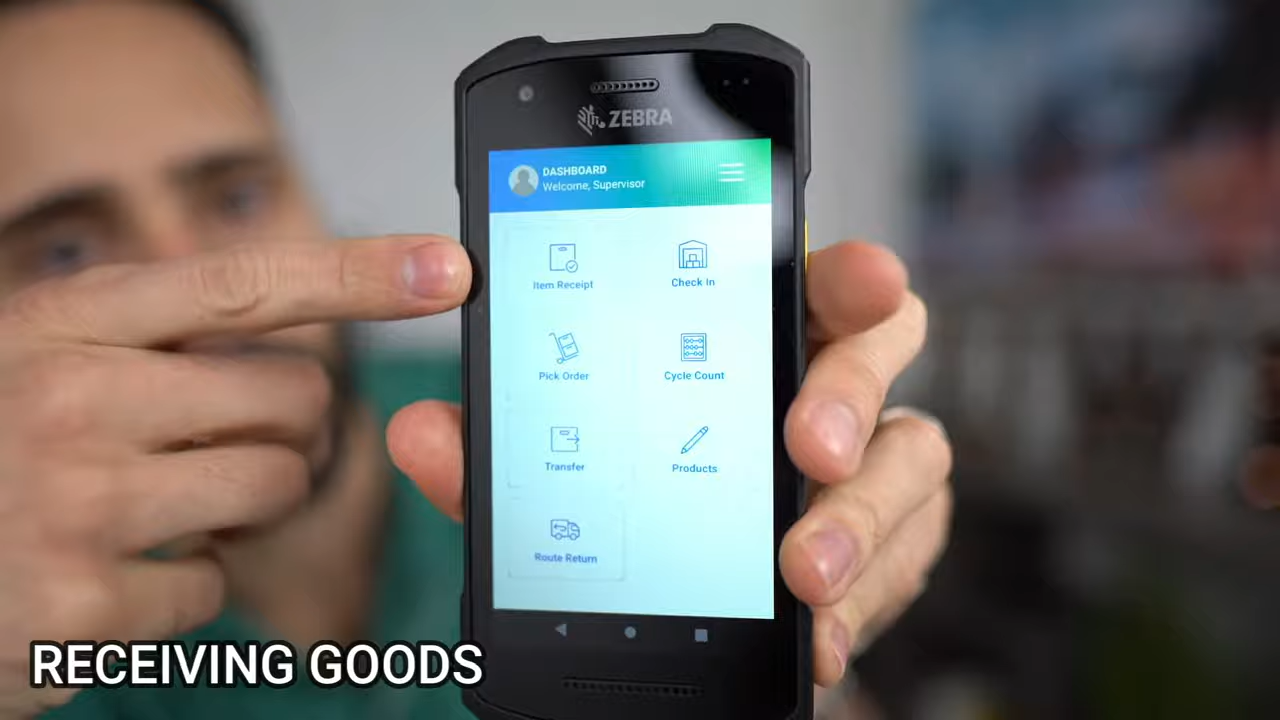 ZEBRA
DASHBOARD
Welcome, Supervisor
Item Receipt
Check In
Pick Order
Cycle Count
Transfer
Products
Route Return
RECEIVING GOODS